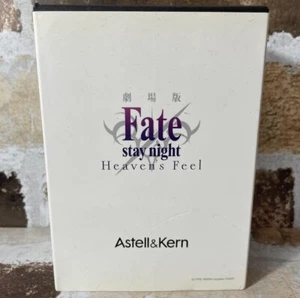 劇場版
Fate
stay night
Heaven's Feel
Astell&Kern